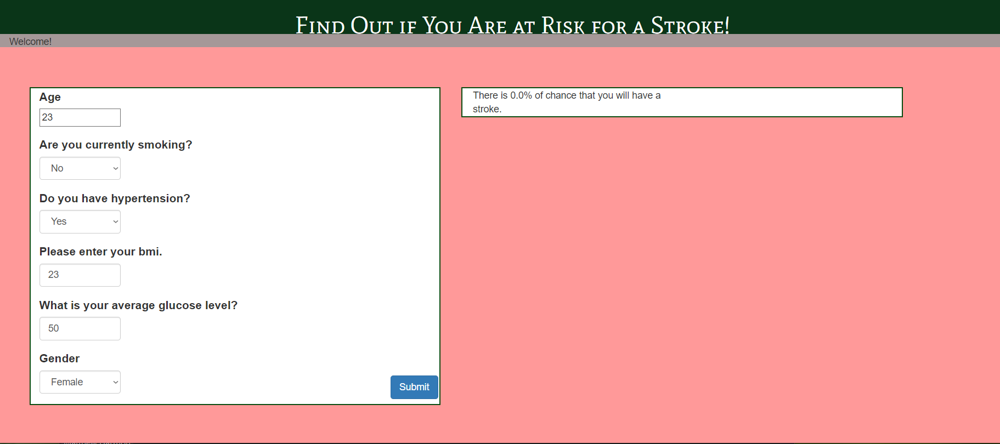 Find Out if You Are at Risk for a Stroke!
Welcome!
Age
23
Are you currently smoking?
No
Do you have hypertension?
Yes
Please enter your bmi.
23
What is your average glucose level?
50
Gender
Female
Submit
There is 0.0% of chance that you will have a
stroke.